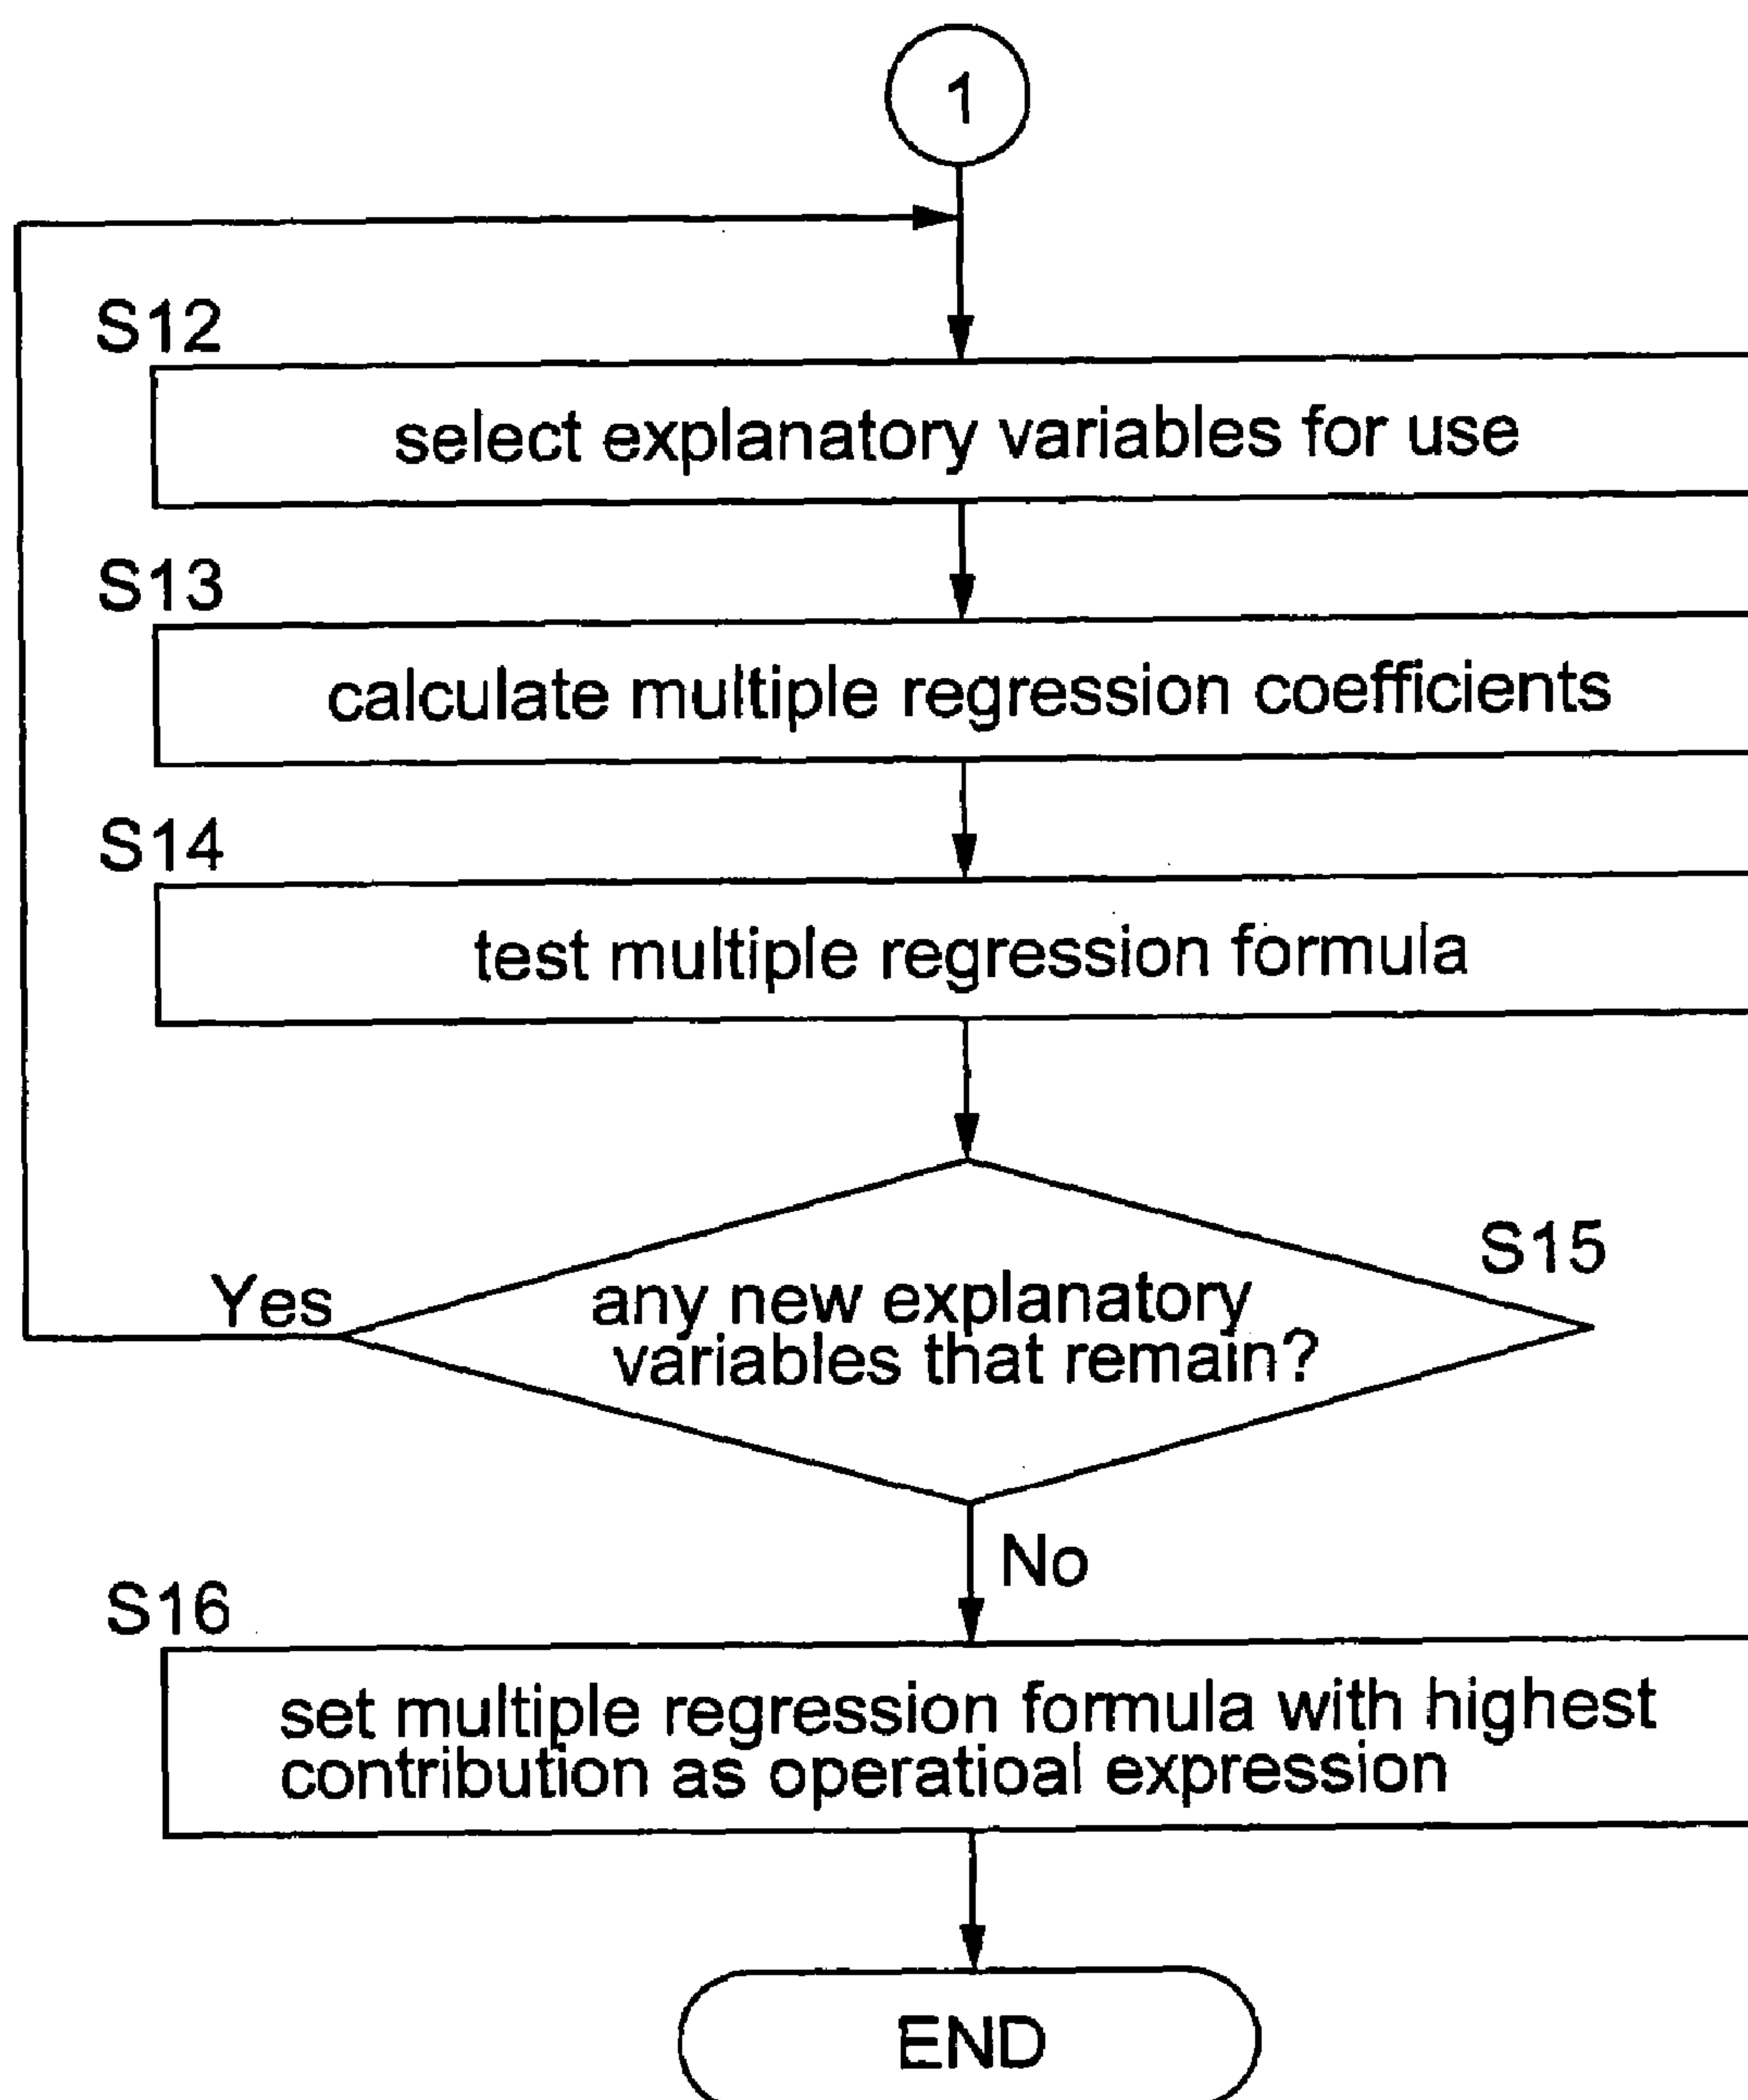 1
S12
select explanatory variables for use
S13
calculate multiple regression coefficients
S14
test multiple regression formula
S15
any new explanatory
variables that remain?
Yes
No
S16
set multiple regression formula with highest
contribution as operatioal expression
END